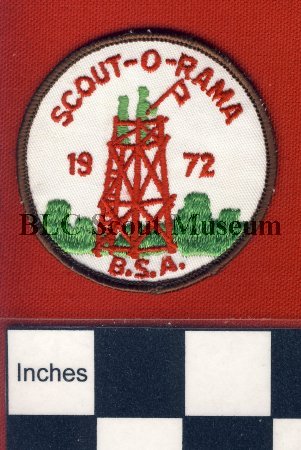 SCOUT-O-RAMA
19 72
BLC Scout Museum
B.S.A.
Inches